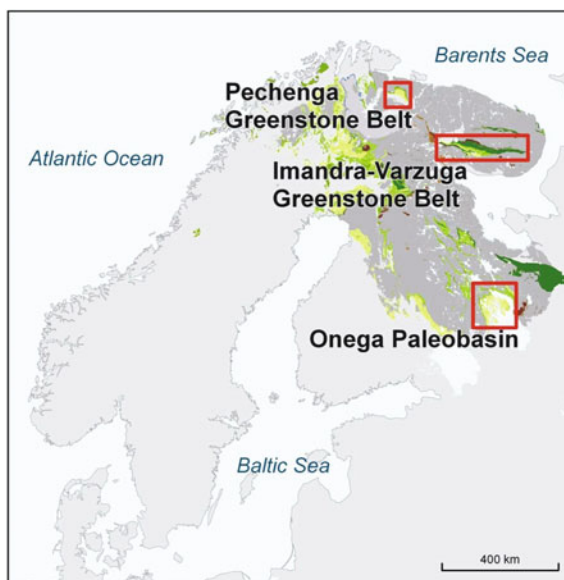 Barents Sea
Pechenga
Greenstone Belt
Atlantic Ocean
Imandra-Varzuga
Greenstone Belt
Onega Paleobasin
Baltic Sea
400 km